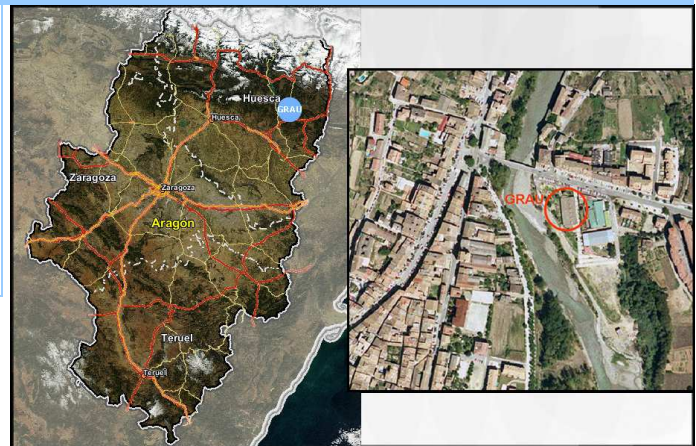 Huesca
GRAU
Huesca
Zaragoza
Zaragoza
Aragón
Teruel
Teruel
GRAU